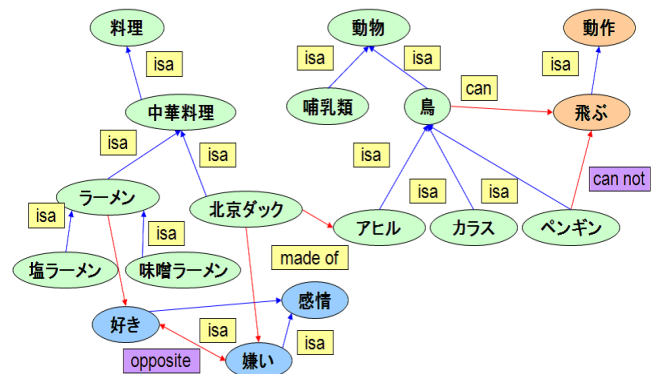 料理
動物
動作
isa
isa
isa
isa
can
哺乳類
鳥
中華料理
飛ぶ
isa
isa
isa
isa
isa
can not
ラーメン
北京ダック
アヒル
カラス
ペンギン
isa
isa
塩ラーメン
味噌ラーメン
made of
感情
好き
isa
isa
opposite
嫌い